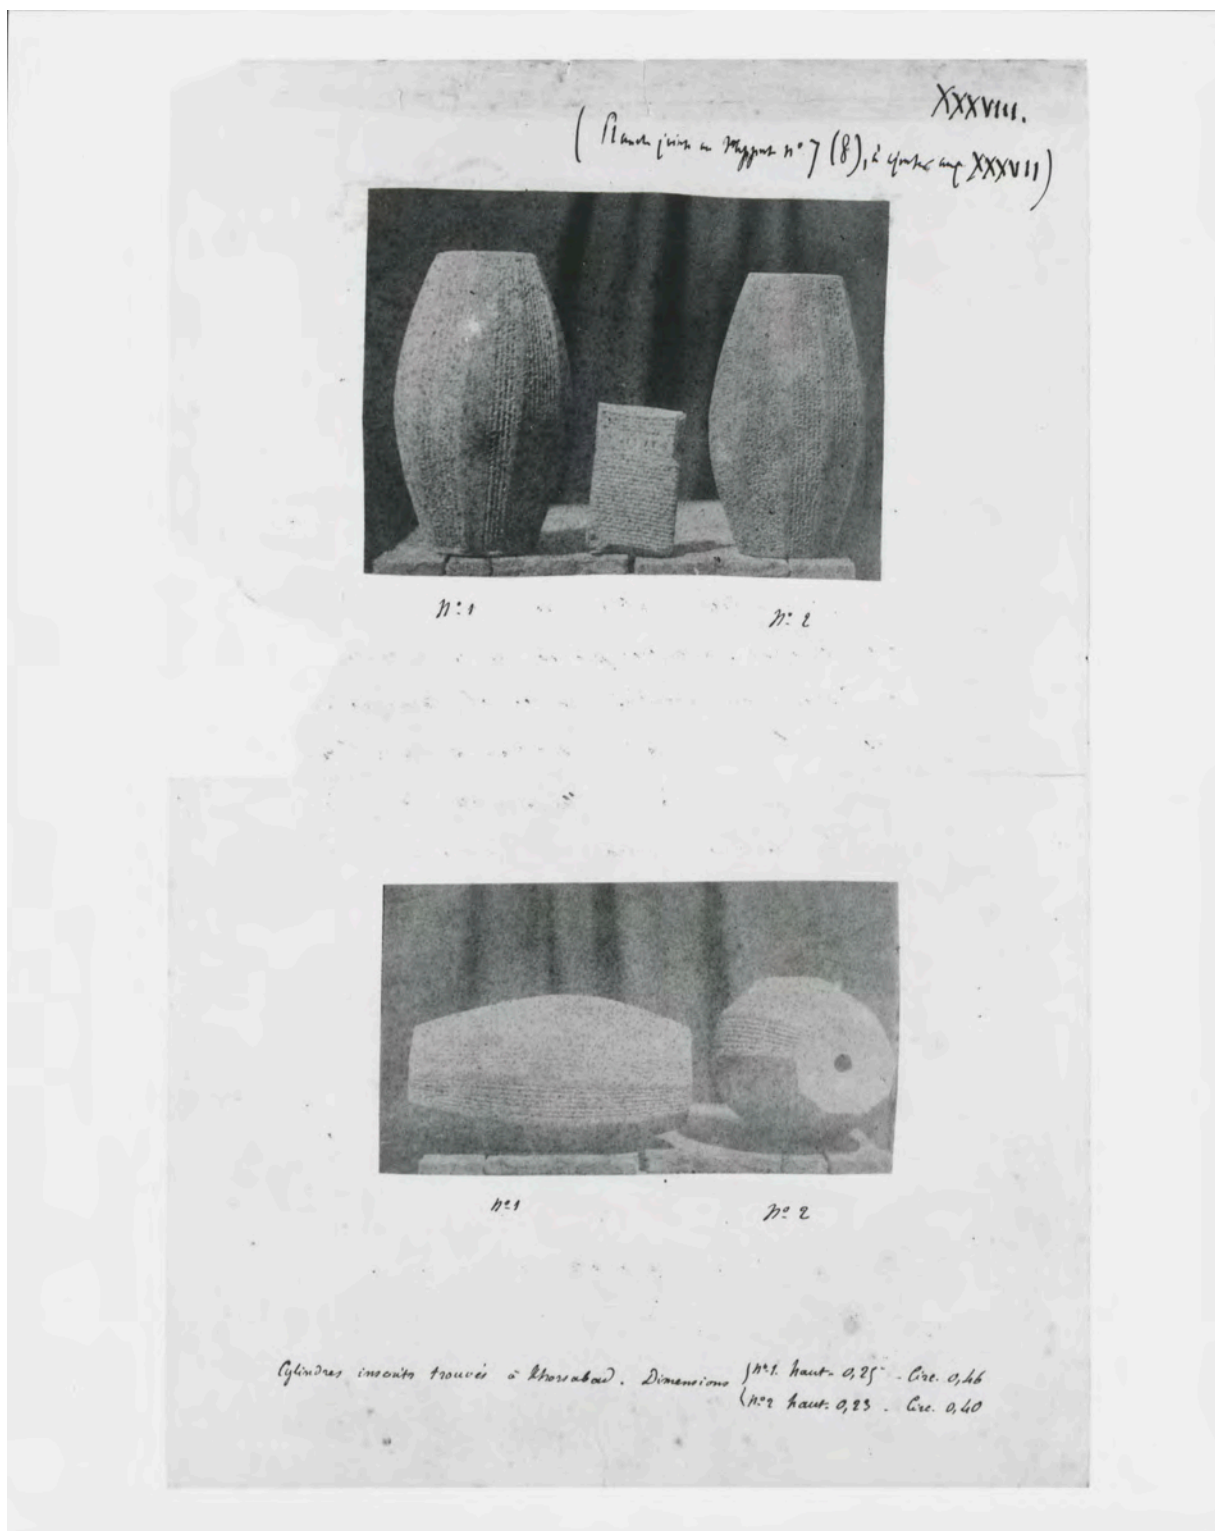 XXXVIII.
( Planche jointe au Rapport n° 7 (8), à ajouter aux XXXVII)
N° 1
N° 2
N° 1
N° 2
Cylindres inscrits trouvés à Khorsabad. Dimensions { N° 1. haut. 0,25 - Circ. 0,46
N° 2 haut. 0,23 . Circ. 0,40